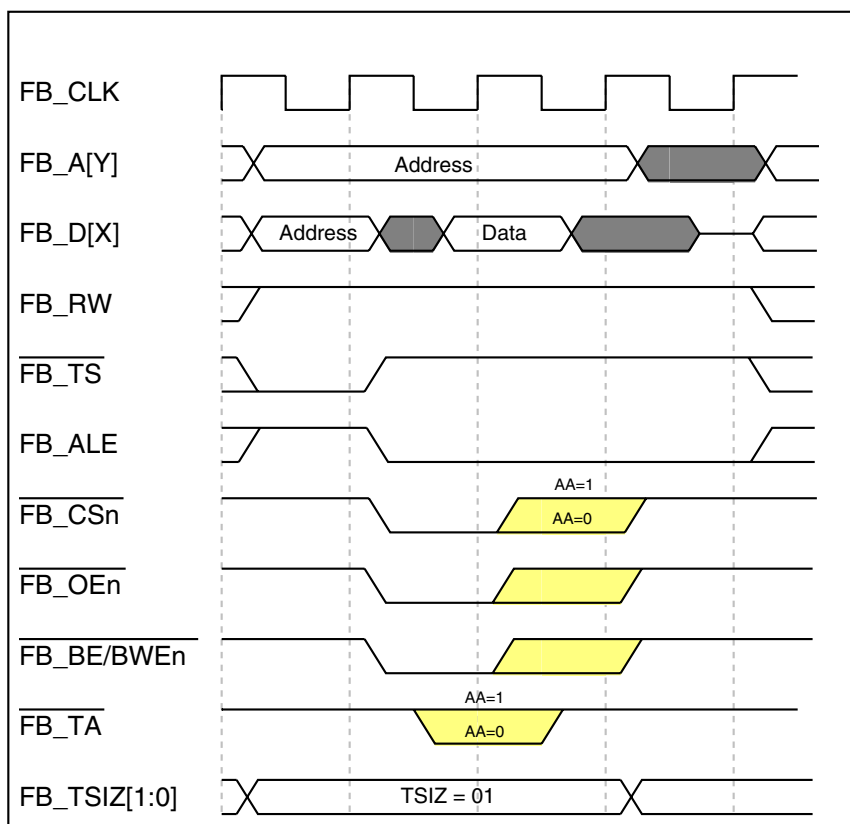 FB_CLK
FB_A[Y]
Address
FB_D[X]
Address
Data
FB_RW
FB_TS
FB_ALE
AA=1
FB_CSn
AA=0
FB_OEn
FB_BE/BWEn
AA=1
FB_TA
AA=0
FB_TSIZ[1:0]
TSIZ = 01